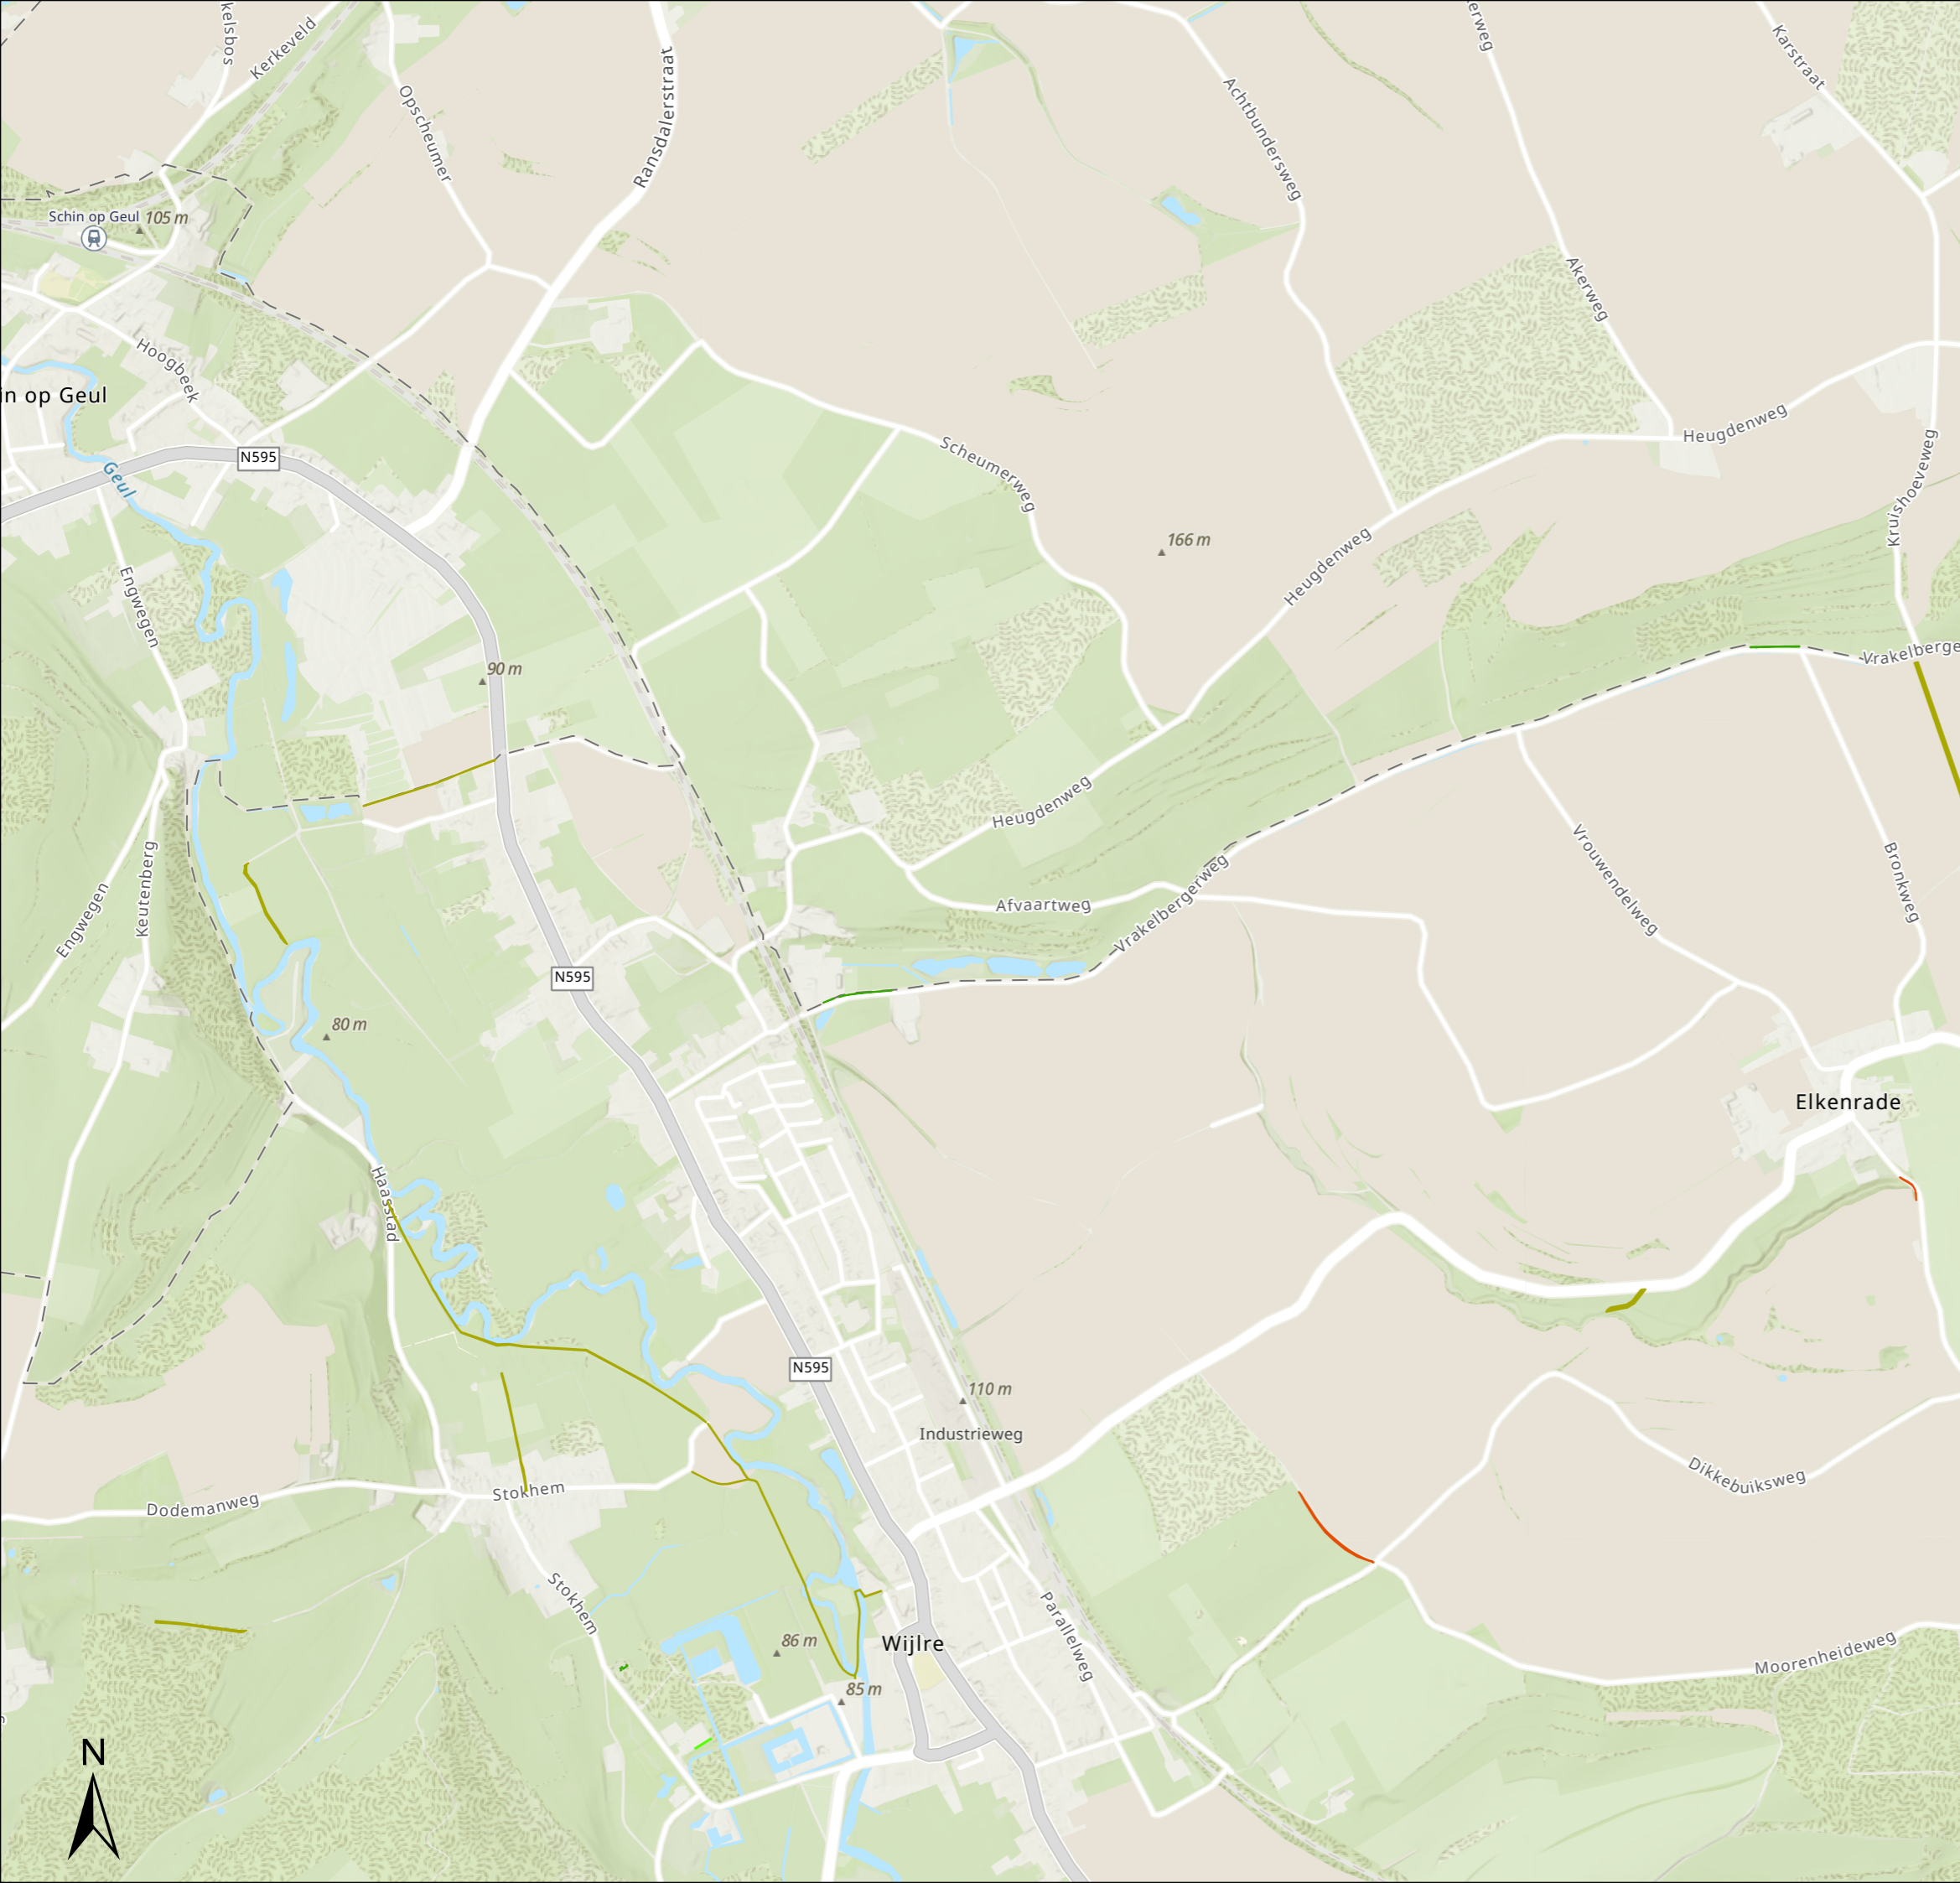 kelsbos
Kerkeveld
Opscheumer
Ransdalerstraat
Achtbundersweg
erweg
Karstraat
Schin op Geul
105 m
Akerweg
Hoogbeek
in op Geul
Heugdenweg
N595
Geul
Scheumerweg
Kruishoeveweg
166 m
Heugdenweg
Engwegen
90 m
Vrakelberge
Heugdenweg
Vrouwendelweg
Bronkweg
Keutenberg
Engwegen
Afvaartweg
Vrakelbergerweg
N595
80 m
Elkenrade
Haasstad
N595
110 m
Industrieweg
Dikkebuiksweg
Stokhem
Dodemanweg
Stokhem
Parallelweg
86 m
Wijlre
Moorenheideweg
85 m
N